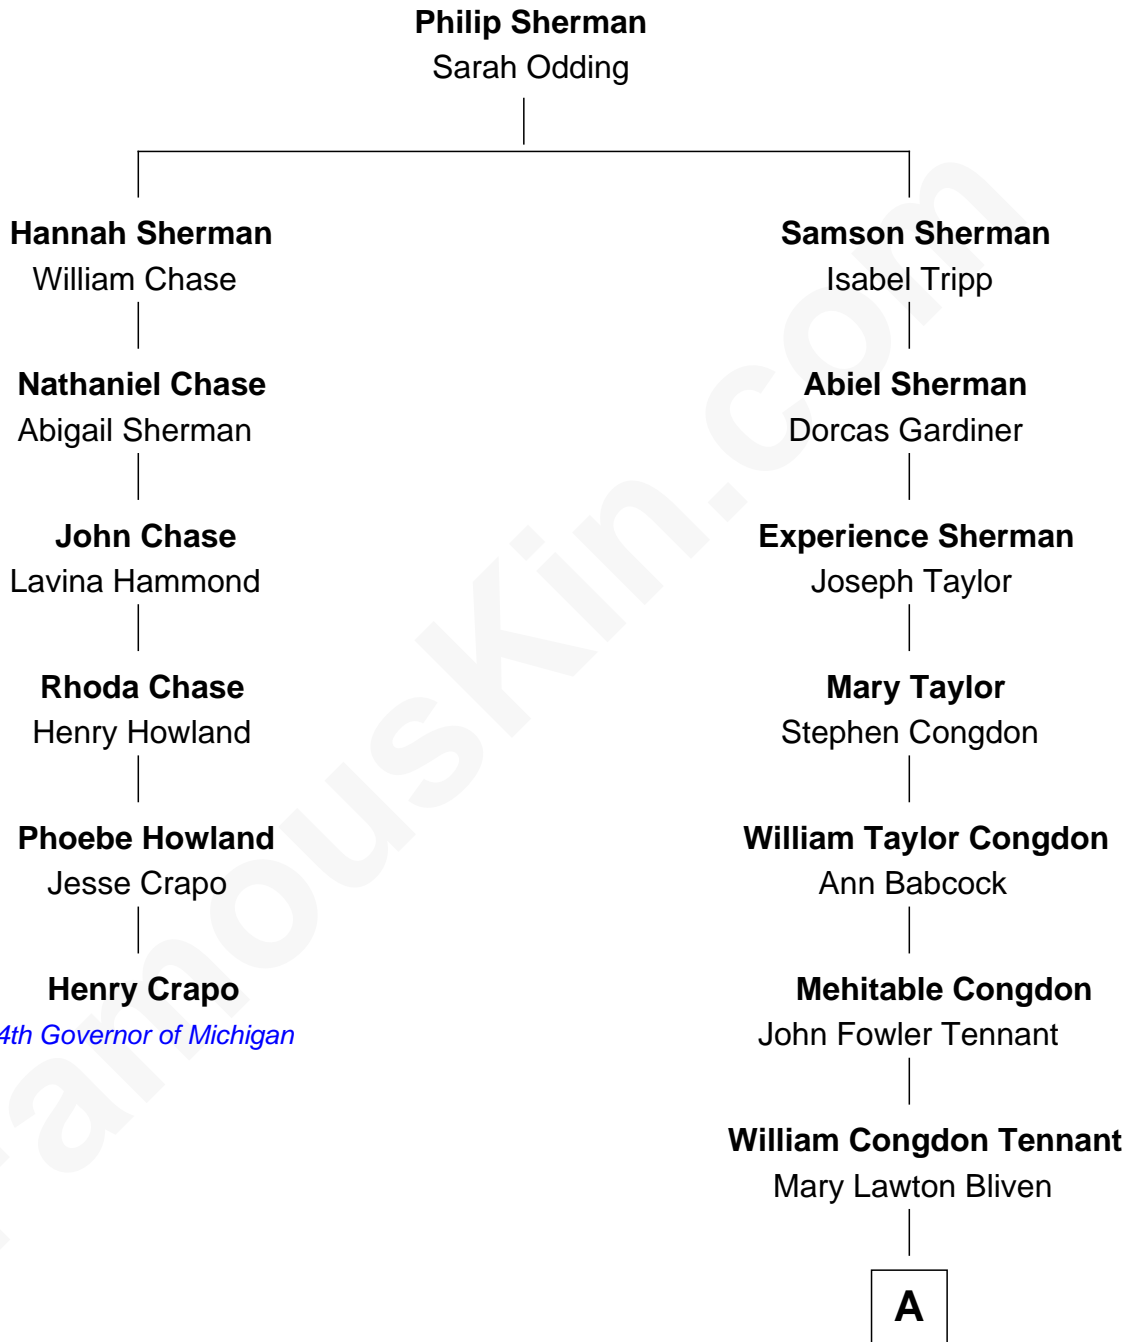 Philip Sherman
Sarah Odding
Hannah Sherman
William Chase
Samson Sherman
Isabel Tripp
Nathaniel Chase
Abigail Sherman
Abiel Sherman
Dorcas Gardiner
John Chase
Lavina Hammond
Experience Sherman
Joseph Taylor
Rhoda Chase
Henry Howland
Mary Taylor
Stephen Congdon
Phoebe Howland
Jesse Crapo
William Taylor Congdon
Ann Babcock
Henry Crapo
4th Governor of Michigan
Mehitable Congdon
John Fowler Tennant
William Congdon Tennant
Mary Lawton Bliven
A
FamousKin.com